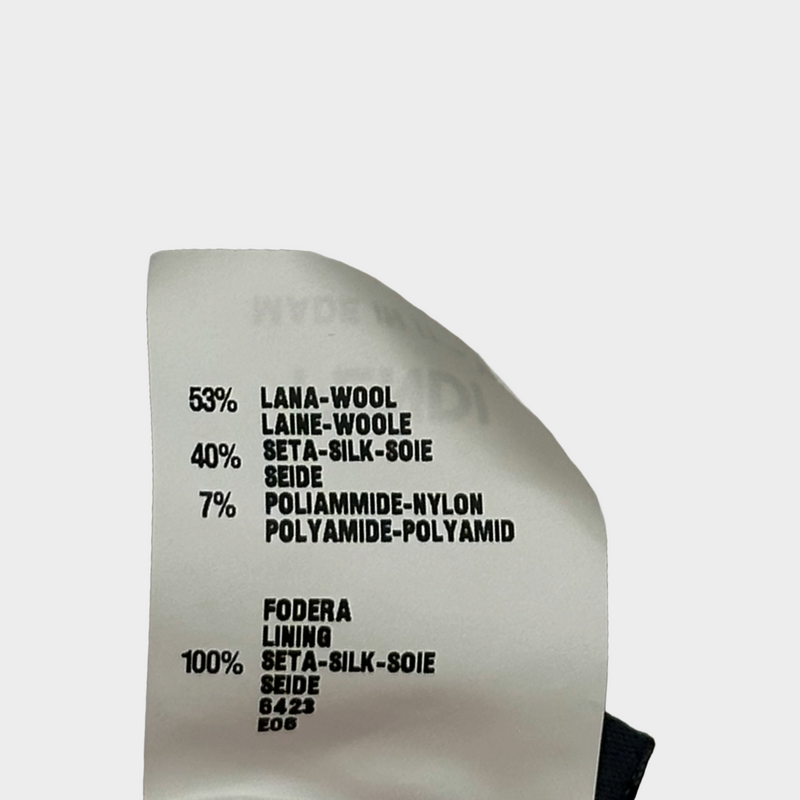 53% LANA-WOOL
LAINE-WOOLE
40% SETA-SILK-SOIE
SEIDE
7% POLIAMMIDE-NYLON
POLYAMIDE-POLYAMID
FODERA
LINING
100% SETA-SILK-SOIE
SEIDE
6423
E06